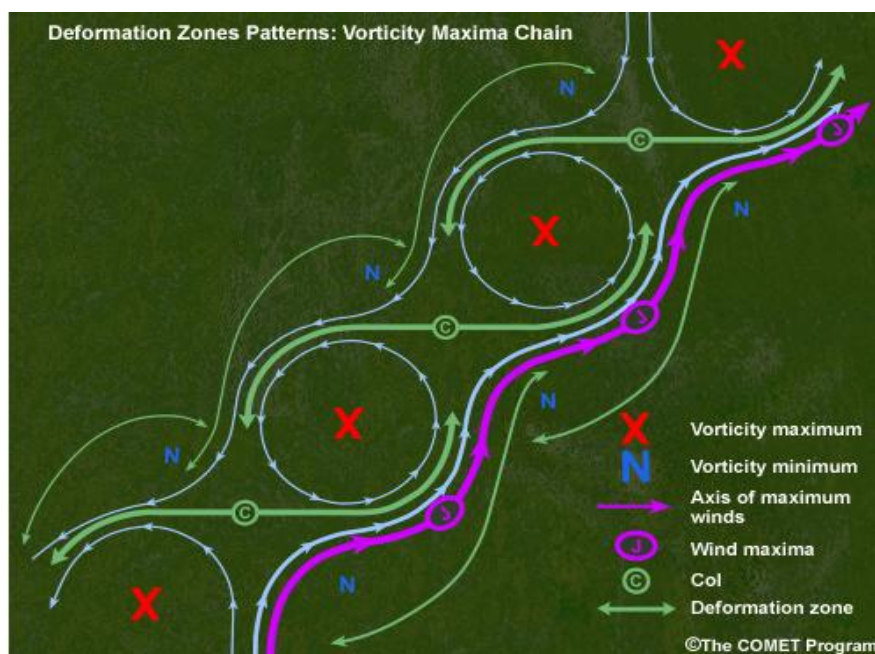 Deformation Zones Patterns: Vorticity Maxima Chain
X
N
C
J
X
N
N
C
J
X
N
N
C
J
X
N
X Vorticity maximum
N Vorticity minimum
Axis of maximum
winds
J Wind maxima
C Col
Deformation zone
©The COMET Program